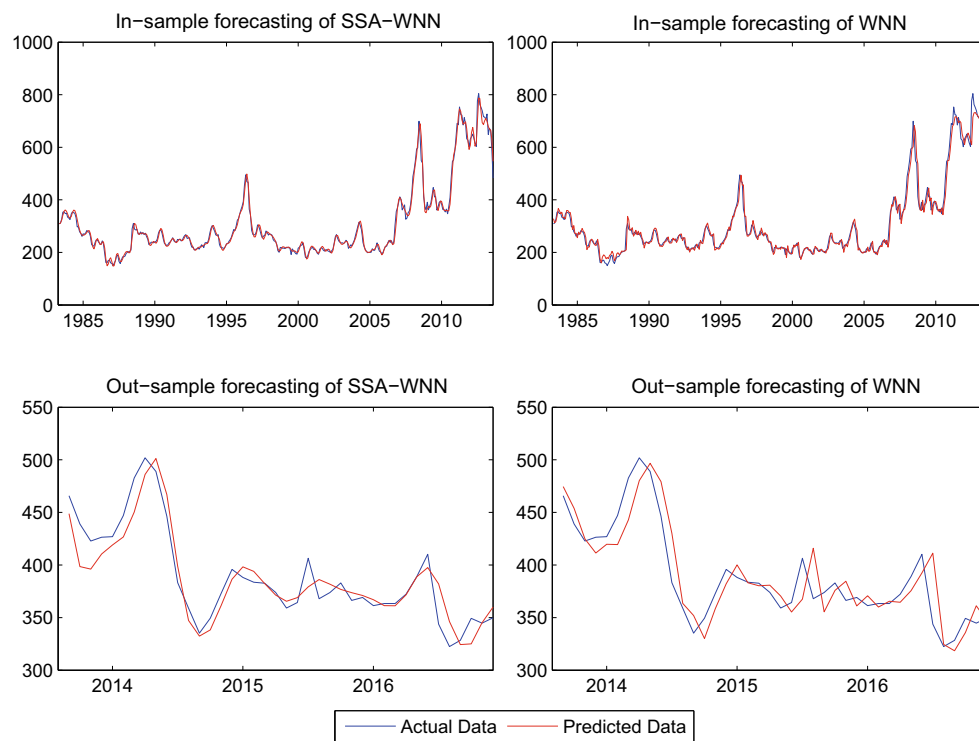 In−sample forecasting of SSA−WNN
1000
800
600
400
200
0
1985 1990 1995 2000 2005 2010
In−sample forecasting of WNN
1000
800
600
400
200
0
1985 1990 1995 2000 2005 2010
Out−sample forecasting of SSA−WNN
550
500
450
400
350
300
2014 2015 2016
Out−sample forecasting of WNN
550
500
450
400
350
300
2014 2015 2016
Actual Data Predicted Data